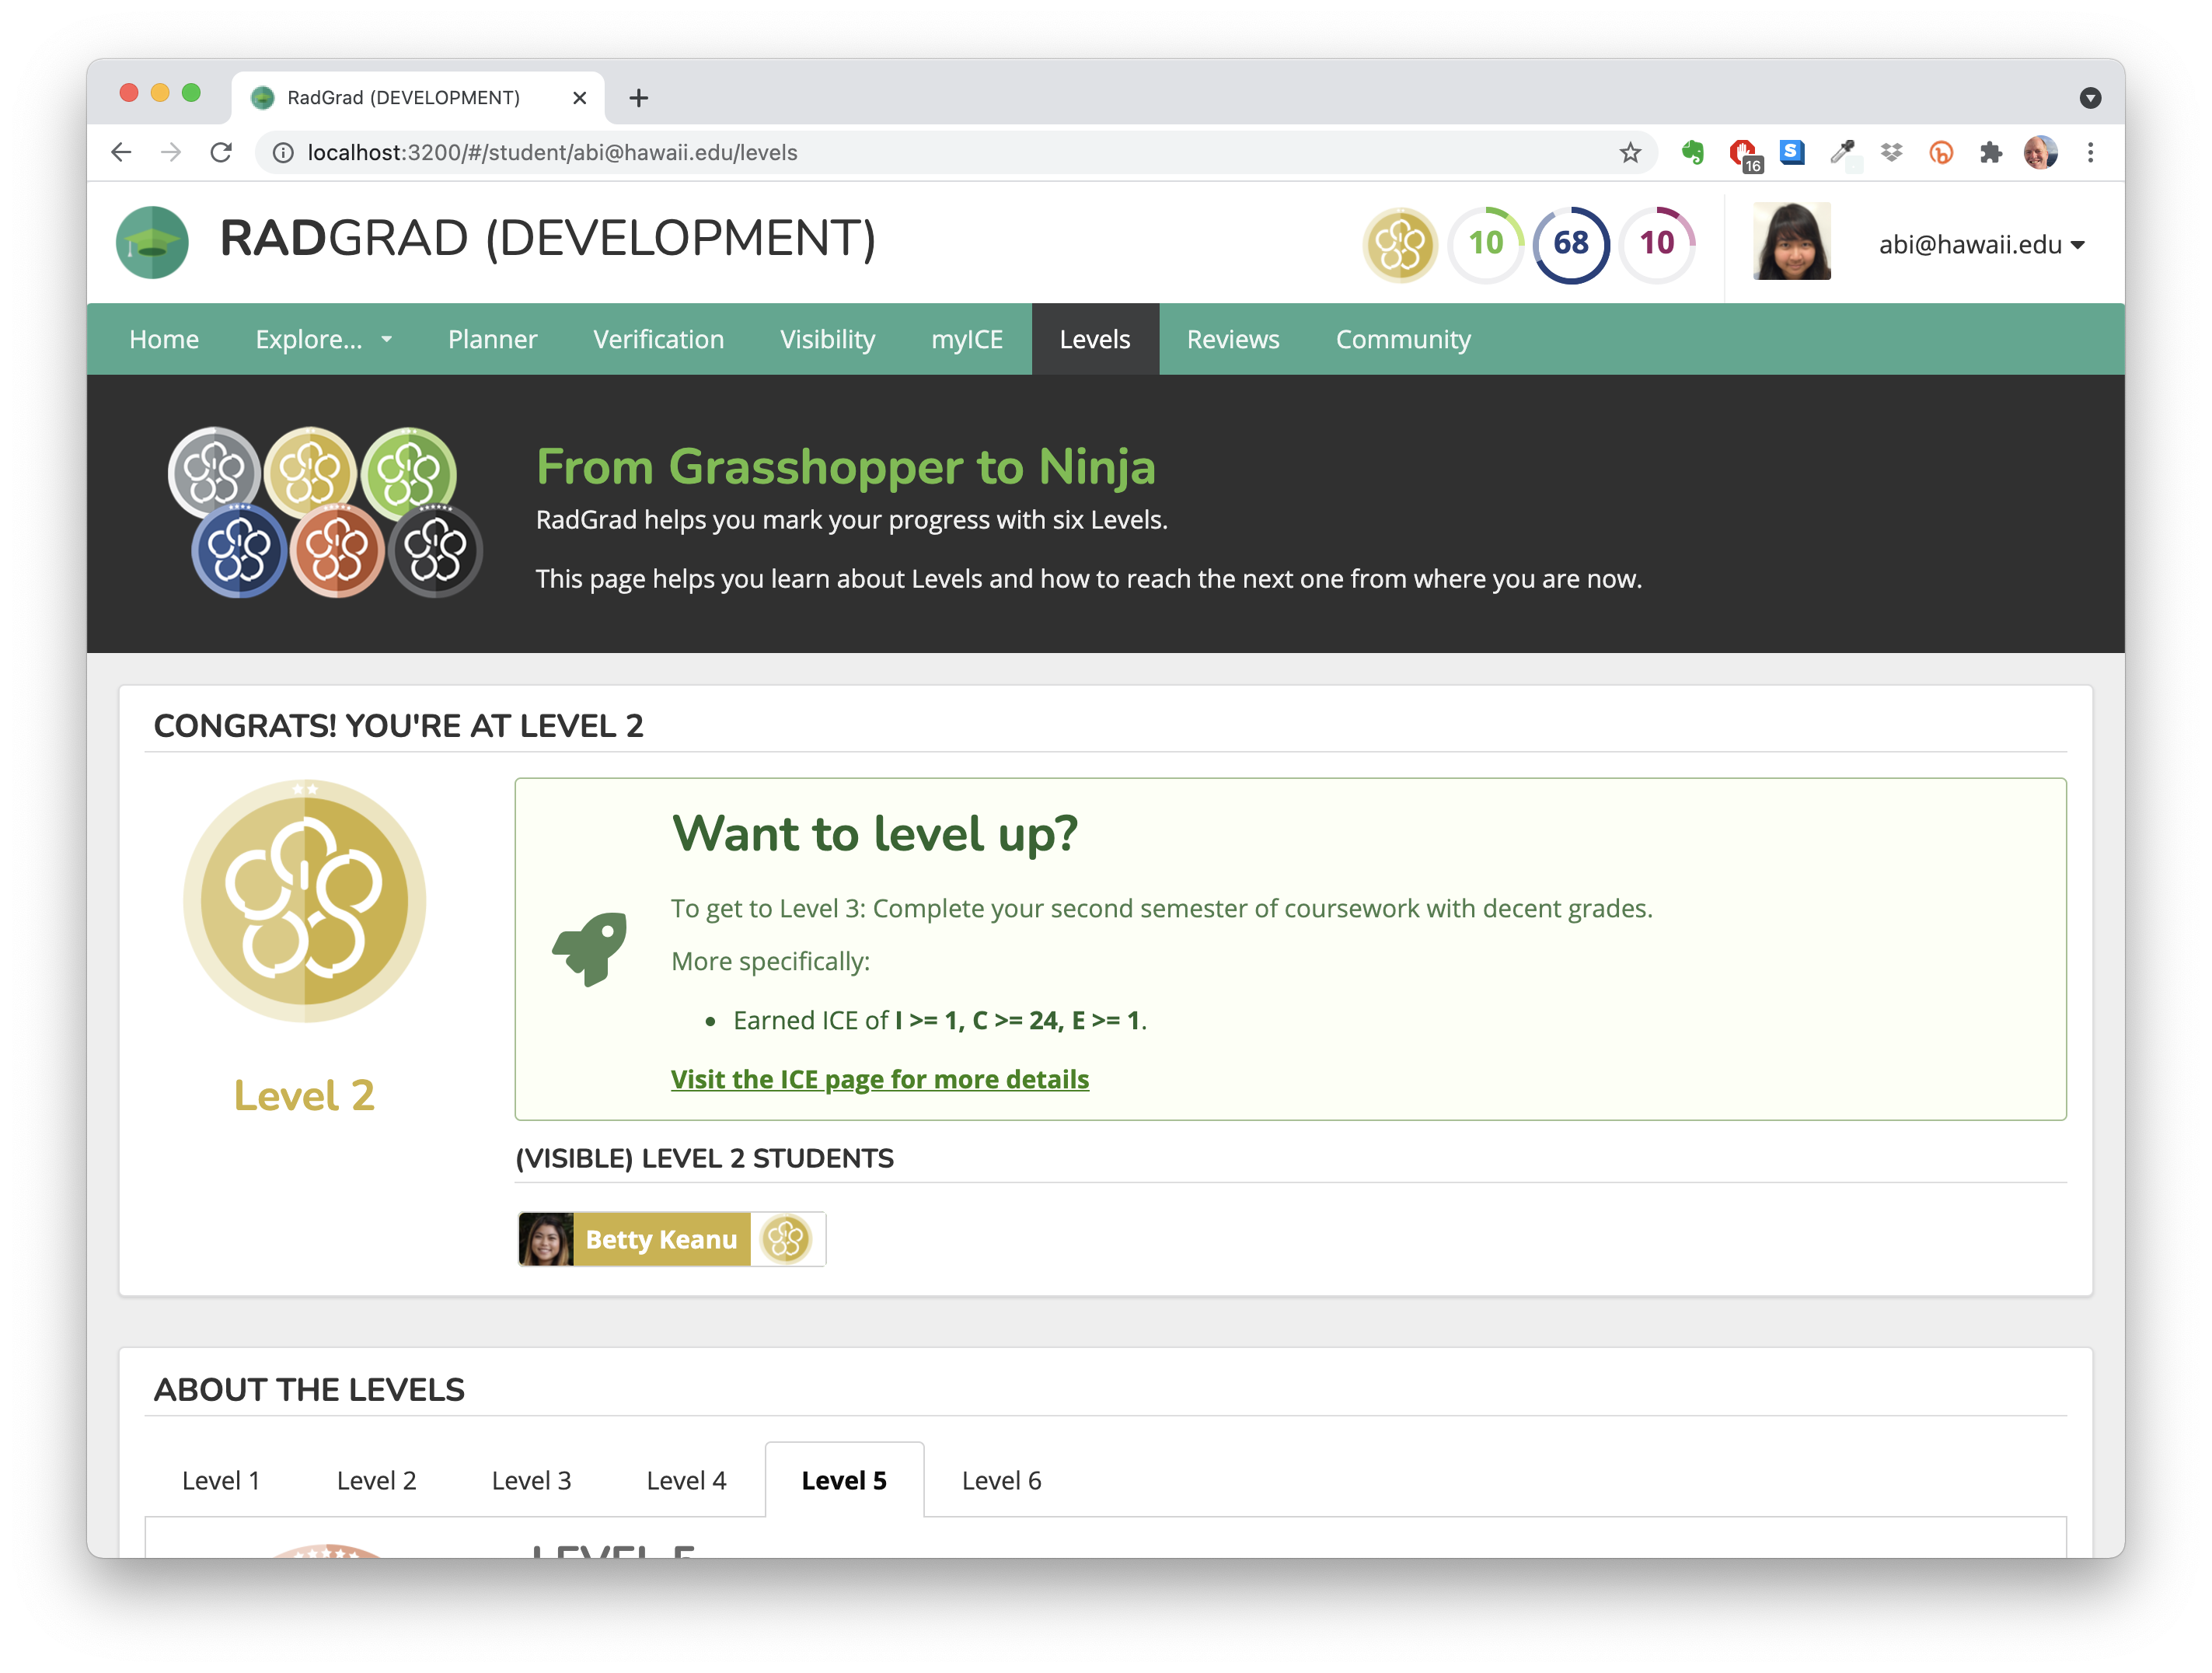 RadGrad (DEVELOPMENT)
localhost:3200/#/student/abi@hawaii.edu/levels
16
RADGRAD (DEVELOPMENT)
10
68
10
abi@hawaii.edu
Home
Explore...
Planner
Verification
Visibility
myICE
Levels
Reviews
Community
From Grasshopper to Ninja
RadGrad helps you mark your progress with six Levels.
This page helps you learn about Levels and how to reach the next one from where you are now.
CONGRATS! YOU'RE AT LEVEL 2
Level 2
Want to level up?
To get to Level 3: Complete your second semester of coursework with decent grades.
More specifically:
• Earned ICE of I >= 1, C >= 24, E >= 1.
Visit the ICE page for more details
(VISIBLE) LEVEL 2 STUDENTS
Betty Keanu
ABOUT THE LEVELS
Level 1
Level 2
Level 3
Level 4
Level 5
Level 6
LEVEL 5